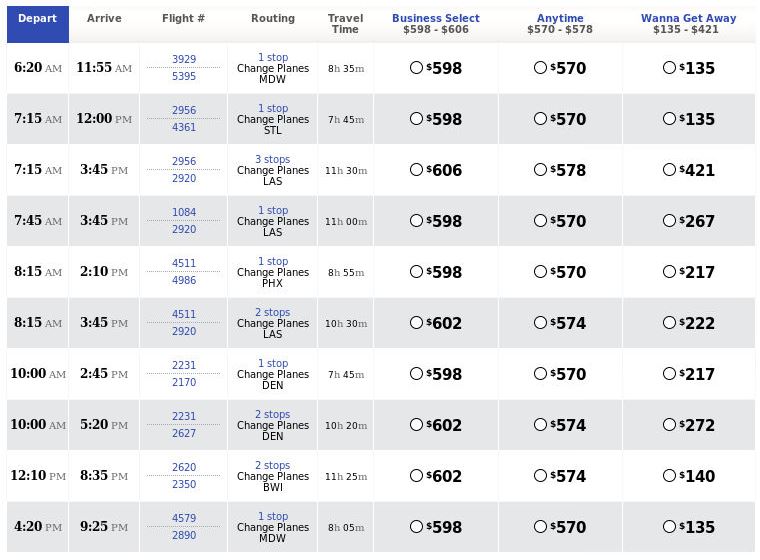 Depart Arrive Flight # Routing Travel Time Business Select $598 - $606 Anytime $570 - $578 Wanna Get Away $135 - $421
6:20 AM 11:55 AM 3929 5395 1 stop Change Planes MDW 8h 35m $598 $570 $135
7:15 AM 12:00 PM 2956 4361 1 stop Change Planes STL 7h 45m $598 $570 $135
7:15 AM 3:45 PM 2956 2920 3 stops Change Planes LAS 11h 30m $606 $578 $421
7:45 AM 3:45 PM 1084 2920 1 stop Change Planes LAS 11h 00m $598 $570 $267
8:15 AM 2:10 PM 4511 4986 1 stop Change Planes PHX 8h 55m $598 $570 $217
8:15 AM 3:45 PM 4511 2920 2 stops Change Planes LAS 10h 30m $602 $574 $222
10:00 AM 2:45 PM 2231 2170 1 stop Change Planes DEN 7h 45m $598 $570 $217
10:00 AM 5:20 PM 2231 2627 2 stops Change Planes DEN 10h 20m $602 $574 $272
12:10 PM 8:35 PM 2620 2350 2 stops Change Planes BWI 11h 25m $602 $574 $140
4:20 PM 9:25 PM 4579 2890 1 stop Change Planes MDW 8h 05m $598 $570 $135